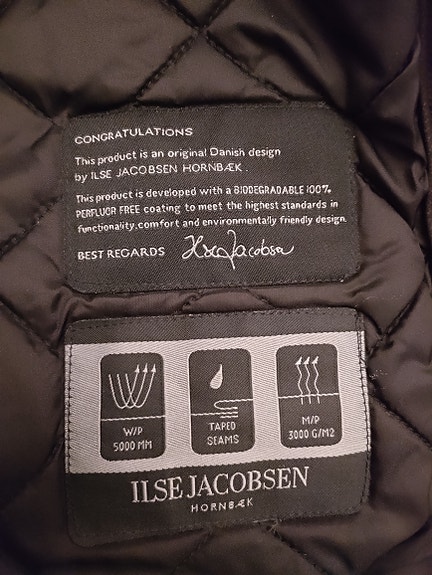 CONGRATULATIONS
This product is an original Danish design
by ILSE JACOBSEN HORNBÆK.
This product is developed with a BIODEGRADABLE 100%
PERFLUOR FREE coating to meet the highest standards in
functionality, comfort and environmentally friendly design.
BEST REGARDS Ilse Jacobsen
W/P
5000 MM
TAPED
SEAMS
M/P
3000 G/M2
ILSE JACOBSEN
HORNBÆK